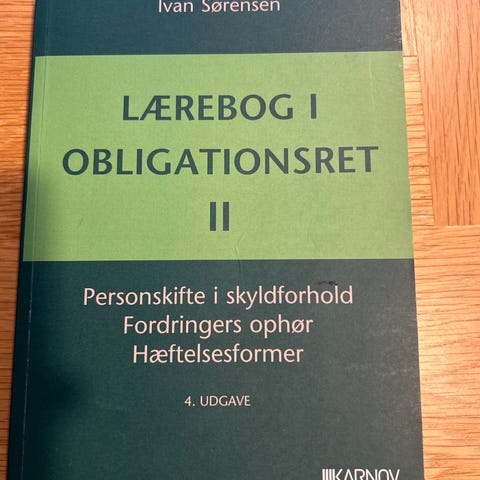 Ivan Sørensen
LÆREBOG I
OBLIGATIONSRET
II
Personskifte i skyldforhold
Fordringers ophør
Hæftelsesformer
4. UDGAVE
KARNOV